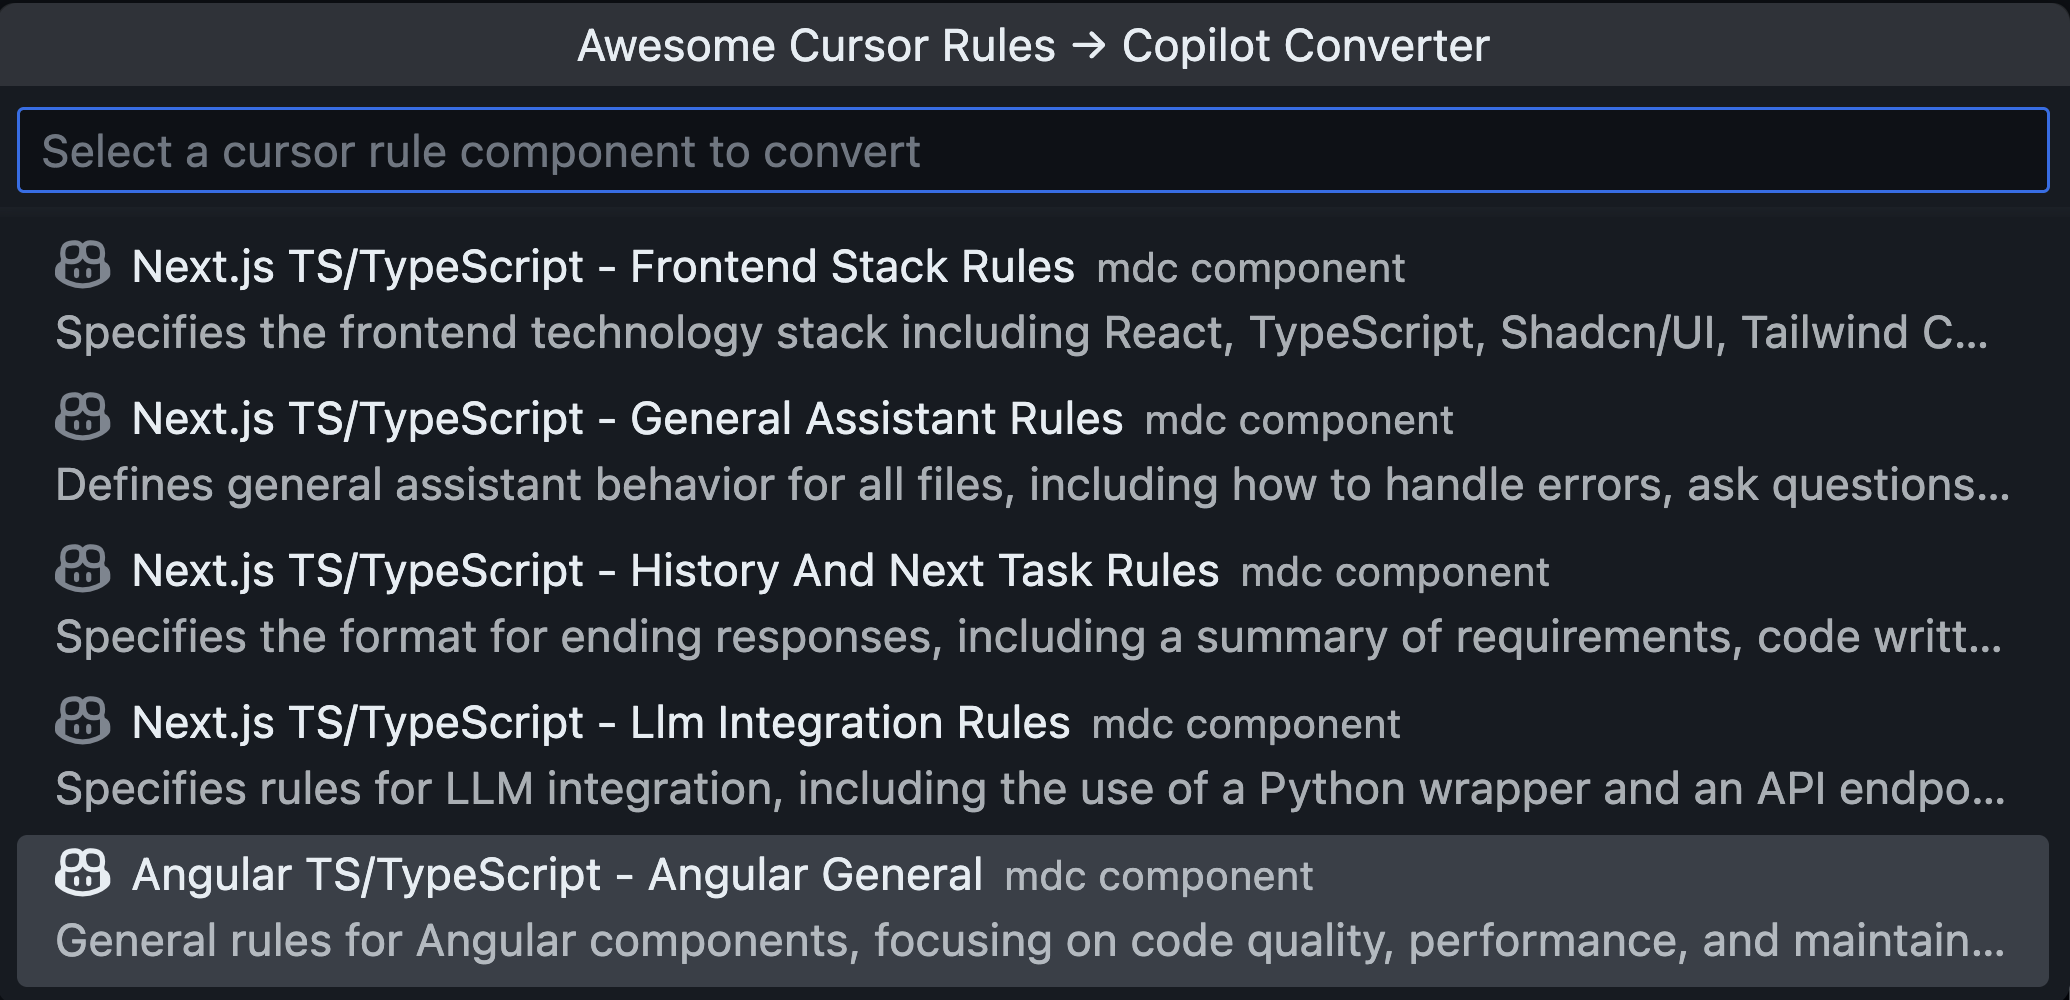 Awesome Cursor Rules → Copilot Converter
Select a cursor rule component to convert
Next.js TS/TypeScript - Frontend Stack Rules mdc component
Specifies the frontend technology stack including React, TypeScript, Shadcn/UI, Tailwind C...
Next.js TS/TypeScript - General Assistant Rules mdc component
Defines general assistant behavior for all files, including how to handle errors, ask questions...
Next.js TS/TypeScript - History And Next Task Rules mdc component
Specifies the format for ending responses, including a summary of requirements, code writt...
Next.js TS/TypeScript - Llm Integration Rules mdc component
Specifies rules for LLM integration, including the use of a Python wrapper and an API endpo...
Angular TS/TypeScript - Angular General mdc component
General rules for Angular components, focusing on code quality, performance, and maintain...